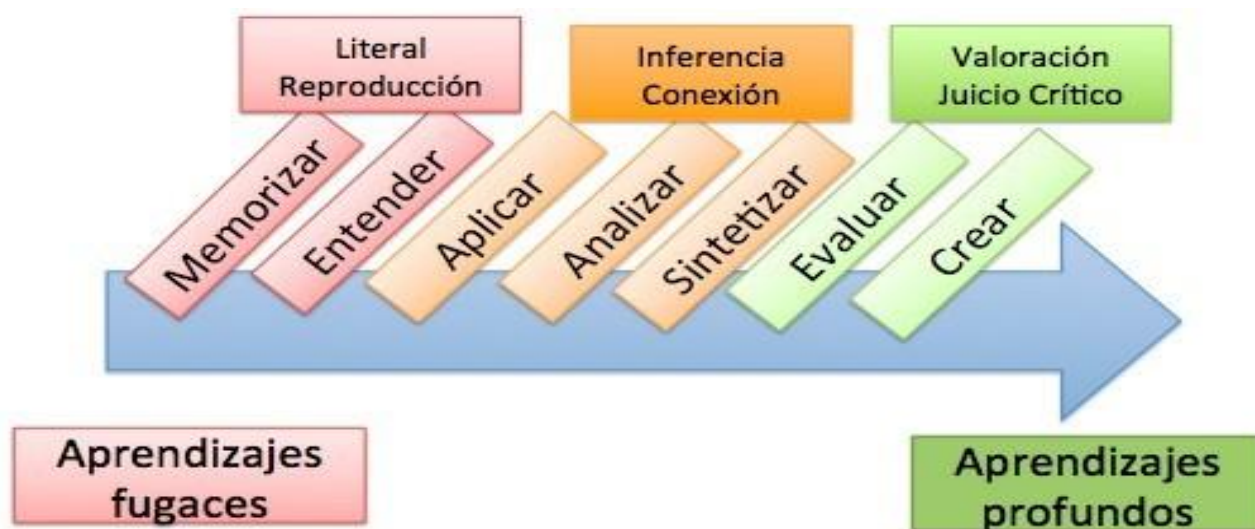 Literal
Reproducción
Inferencia
Conexión
Valoración
Juicio Crítico
Memorizar
Entender
Aplicar
Analizar
Sintetizar
Evaluar
Crear
Aprendizajes
fugaces
Aprendizajes
profundos